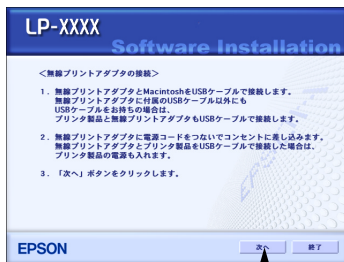 LP-XXXX
Software Installation
＜無線プリントアダプタの接続＞
1．無線プリントアダプタとMacintoshをUSBケーブルで接続します。
無線プリントアダプタに付属のUSBケーブル以外にも
USBケーブルをお持ちの場合は、
プリンタ製品と無線プリントアダプタもUSBケーブルで接続します。
2．無線プリントアダプタに電源コードをつないでコンセントに差し込みます。
無線プリントアダプタとプリンタ製品をUSBケーブルで接続した場合は、
プリンタ製品の電源も入れます。
3．「次へ」ボタンをクリックします。
EPSON
次へ
終了